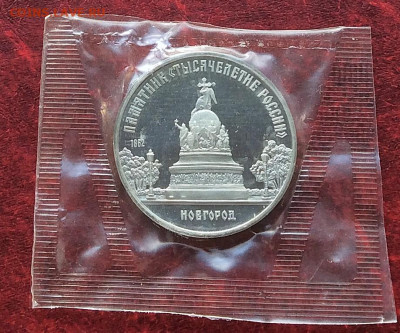 ПАМЯТНИК «ТЫСЯЧЕЛЕТИЕ РОССИИ»
1862
НОВГОРОД